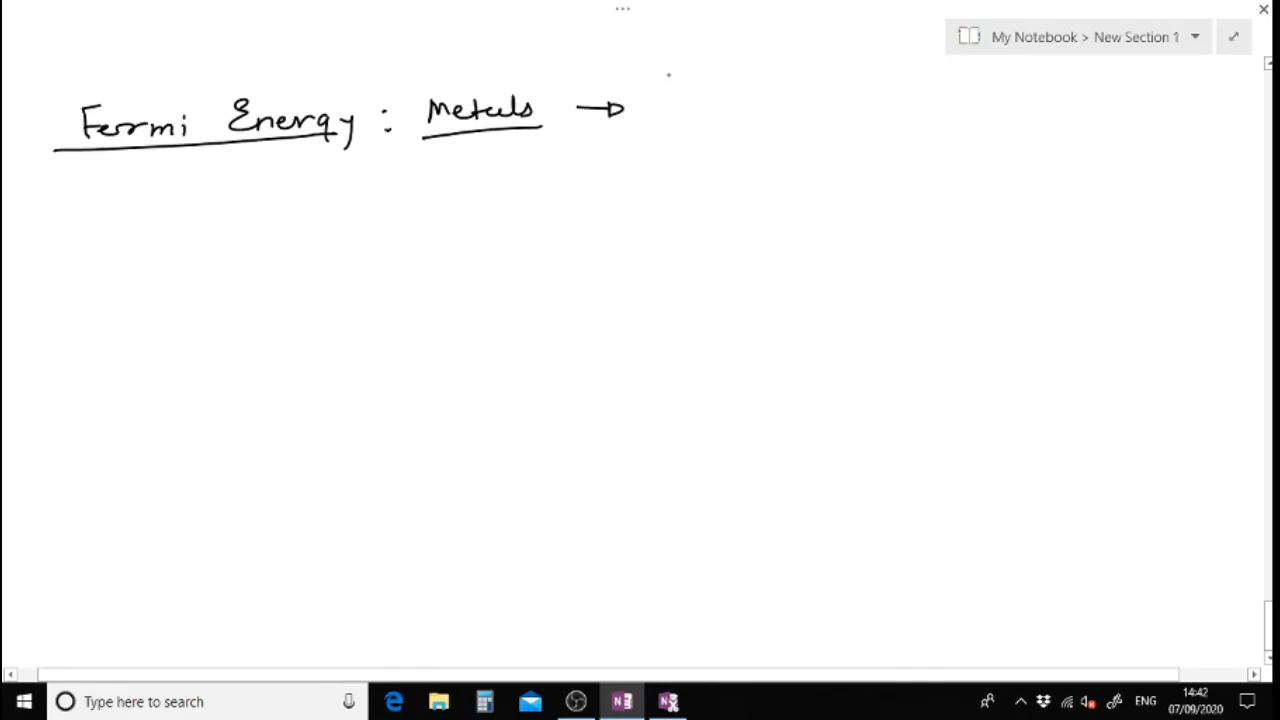 My Notebook > New Section 1
Fermi Energy : Metals →
Type here to search
ENG
14:42
07/09/2020